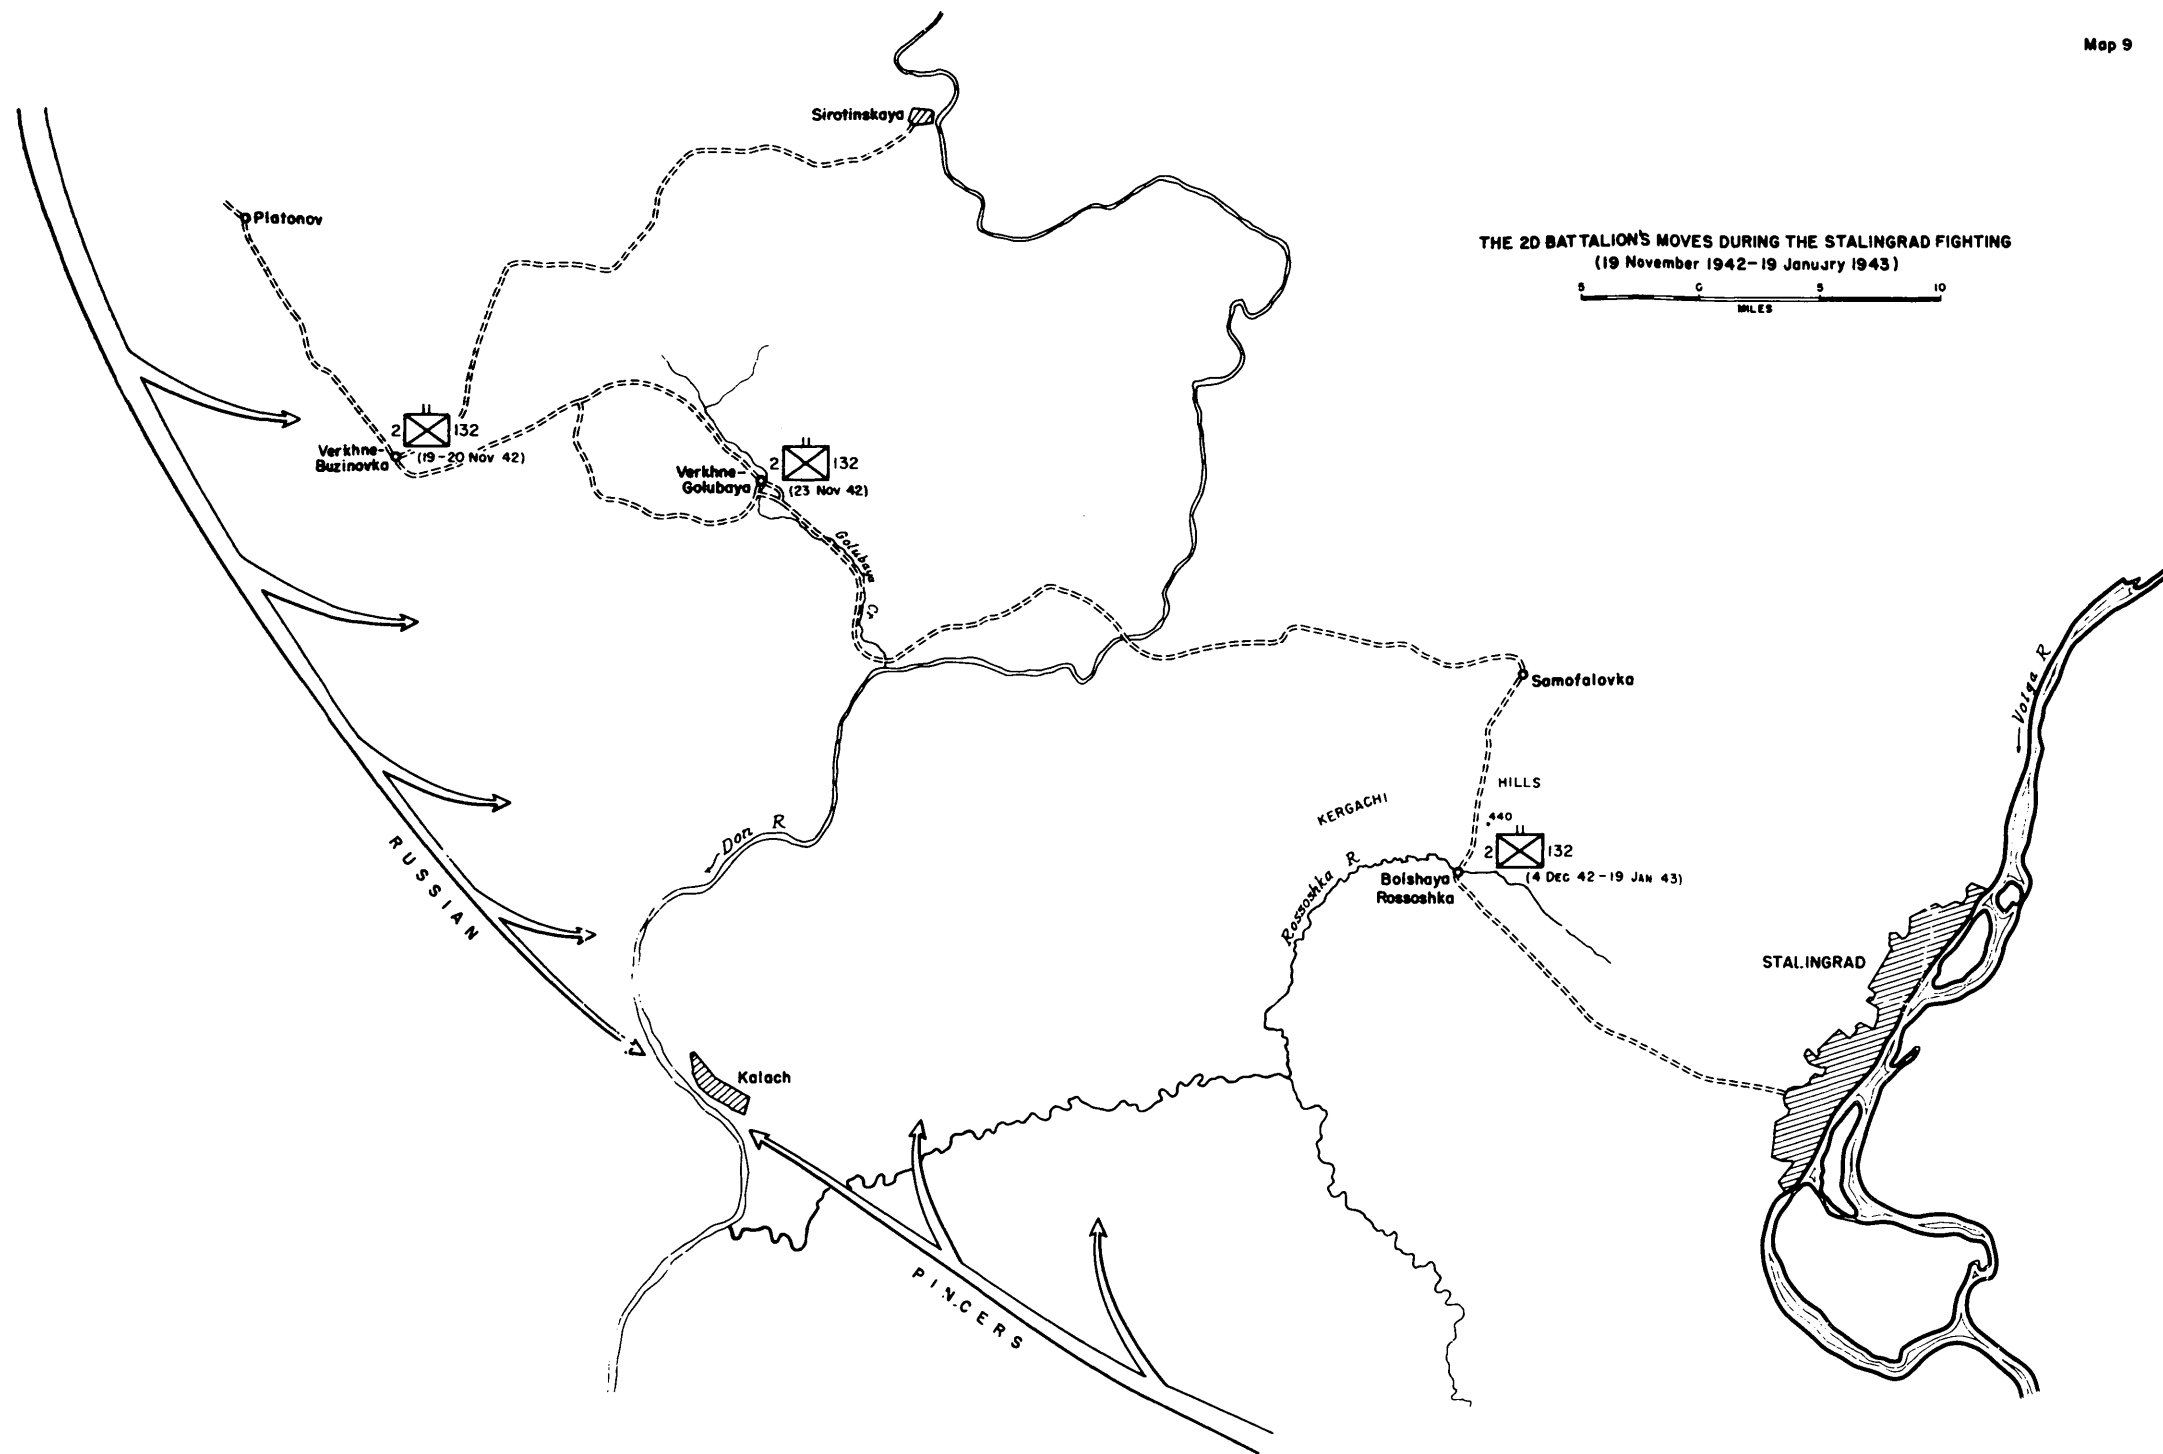 Map 9
Sirotinskaya
Platonov
THE 2D BATTALION'S MOVES DURING THE STALINGRAD FIGHTING
(19 November 1942-19 January 1943)
5 0 5 10
MILES
2 132
Verkhne-
Buzinovka
(19-20 Nov 42)
2 132
Verkhne-
Golubaya
(23 Nov 42)
Golubaya Cr
Samofalovka
Volga R
HILLS
KERGACHI
.440
2 132
(4 DEC 42-19 JAN 43)
Bolshaya
Rossoshka
Rossoshka R
Don R
RUSSIAN
STALINGRAD
Kalach
PINCERS